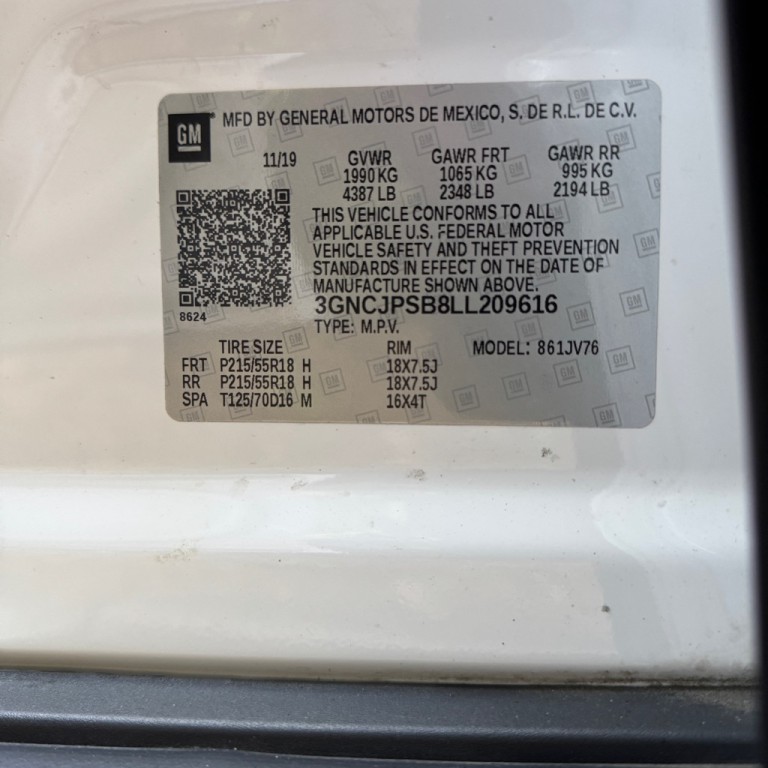 GM MFD BY GENERAL MOTORS DE MEXICO, S. DE R.L. DE C.V.
11/19 GVWR GAWR FRT GAWR RR
1990 KG 1065 KG 995 KG
4387 LB 2348 LB 2194 LB
THIS VEHICLE CONFORMS TO ALL
APPLICABLE U.S. FEDERAL MOTOR
VEHICLE SAFETY AND THEFT PREVENTION
STANDARDS IN EFFECT ON THE DATE OF
MANUFACTURE SHOWN ABOVE.
8624
3GNCJPSB8LL209616
TYPE: M.P.V.
TIRE SIZE RIM MODEL: 861JV76
FRT P215/55R18 H 18X7.5J
RR P215/55R18 H 18X7.5J
SPA T125/70D16 M 16X4T